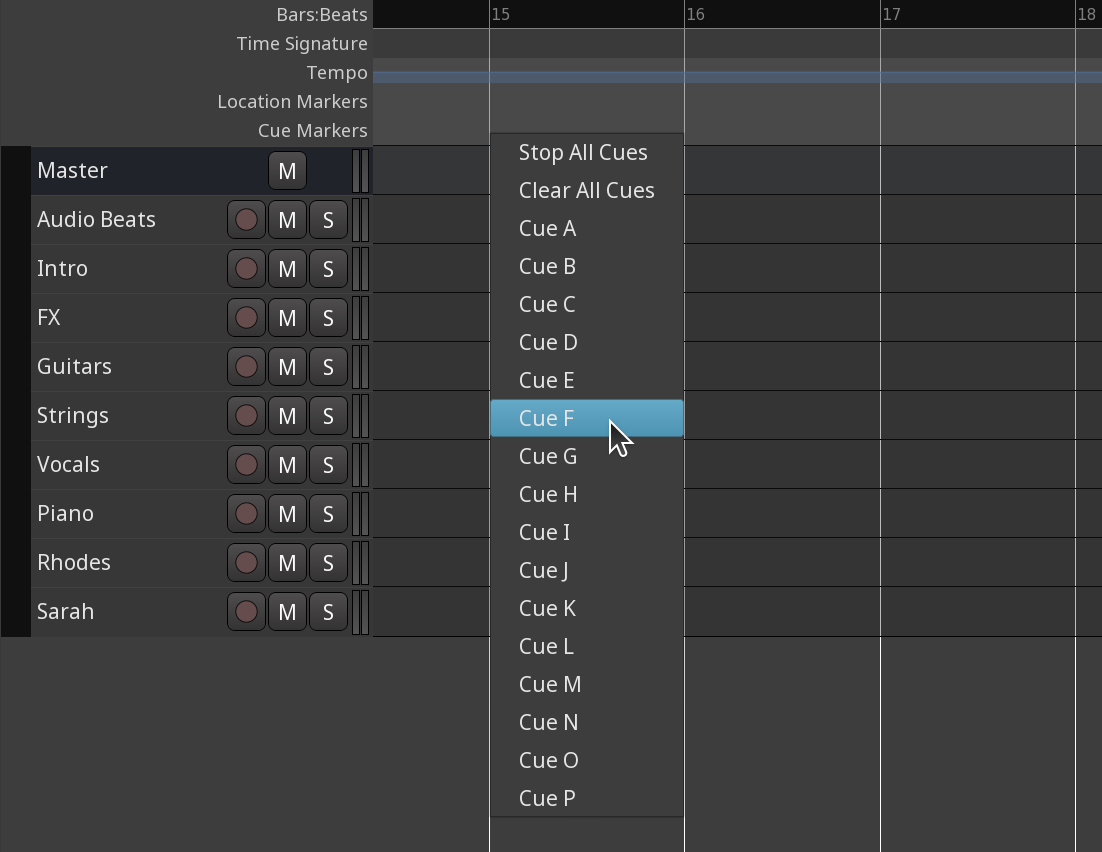 Bars:Beats 15 16 17 18
Time Signature
Tempo
Location Markers
Cue Markers
Master M
Audio Beats M S
Intro M S
FX M S
Guitars M S
Strings M S
Vocals M S
Piano M S
Rhodes M S
Sarah M S
Stop All Cues
Clear All Cues
Cue A
Cue B
Cue C
Cue D
Cue E
Cue F
Cue G
Cue H
Cue I
Cue J
Cue K
Cue L
Cue M
Cue N
Cue O
Cue P